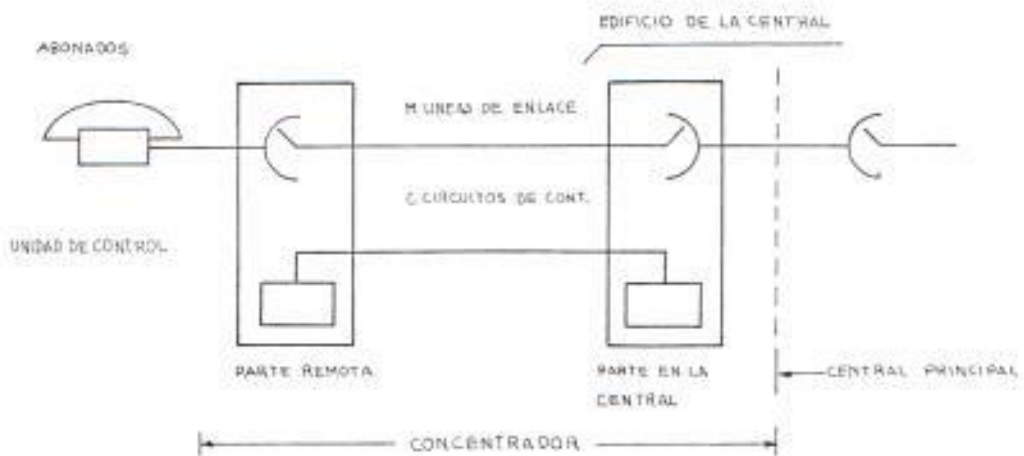 EDIFICIO DE LA CENTRAL
ABONADOS
M LINEAS DE ENLACE
C CIRCUITOS DE CONT.
UNIDAD DE CONTROL
PARTE REMOTA
PARTE EN LA
CENTRAL
CENTRAL PRINCIPAL
CONCENTRADOR